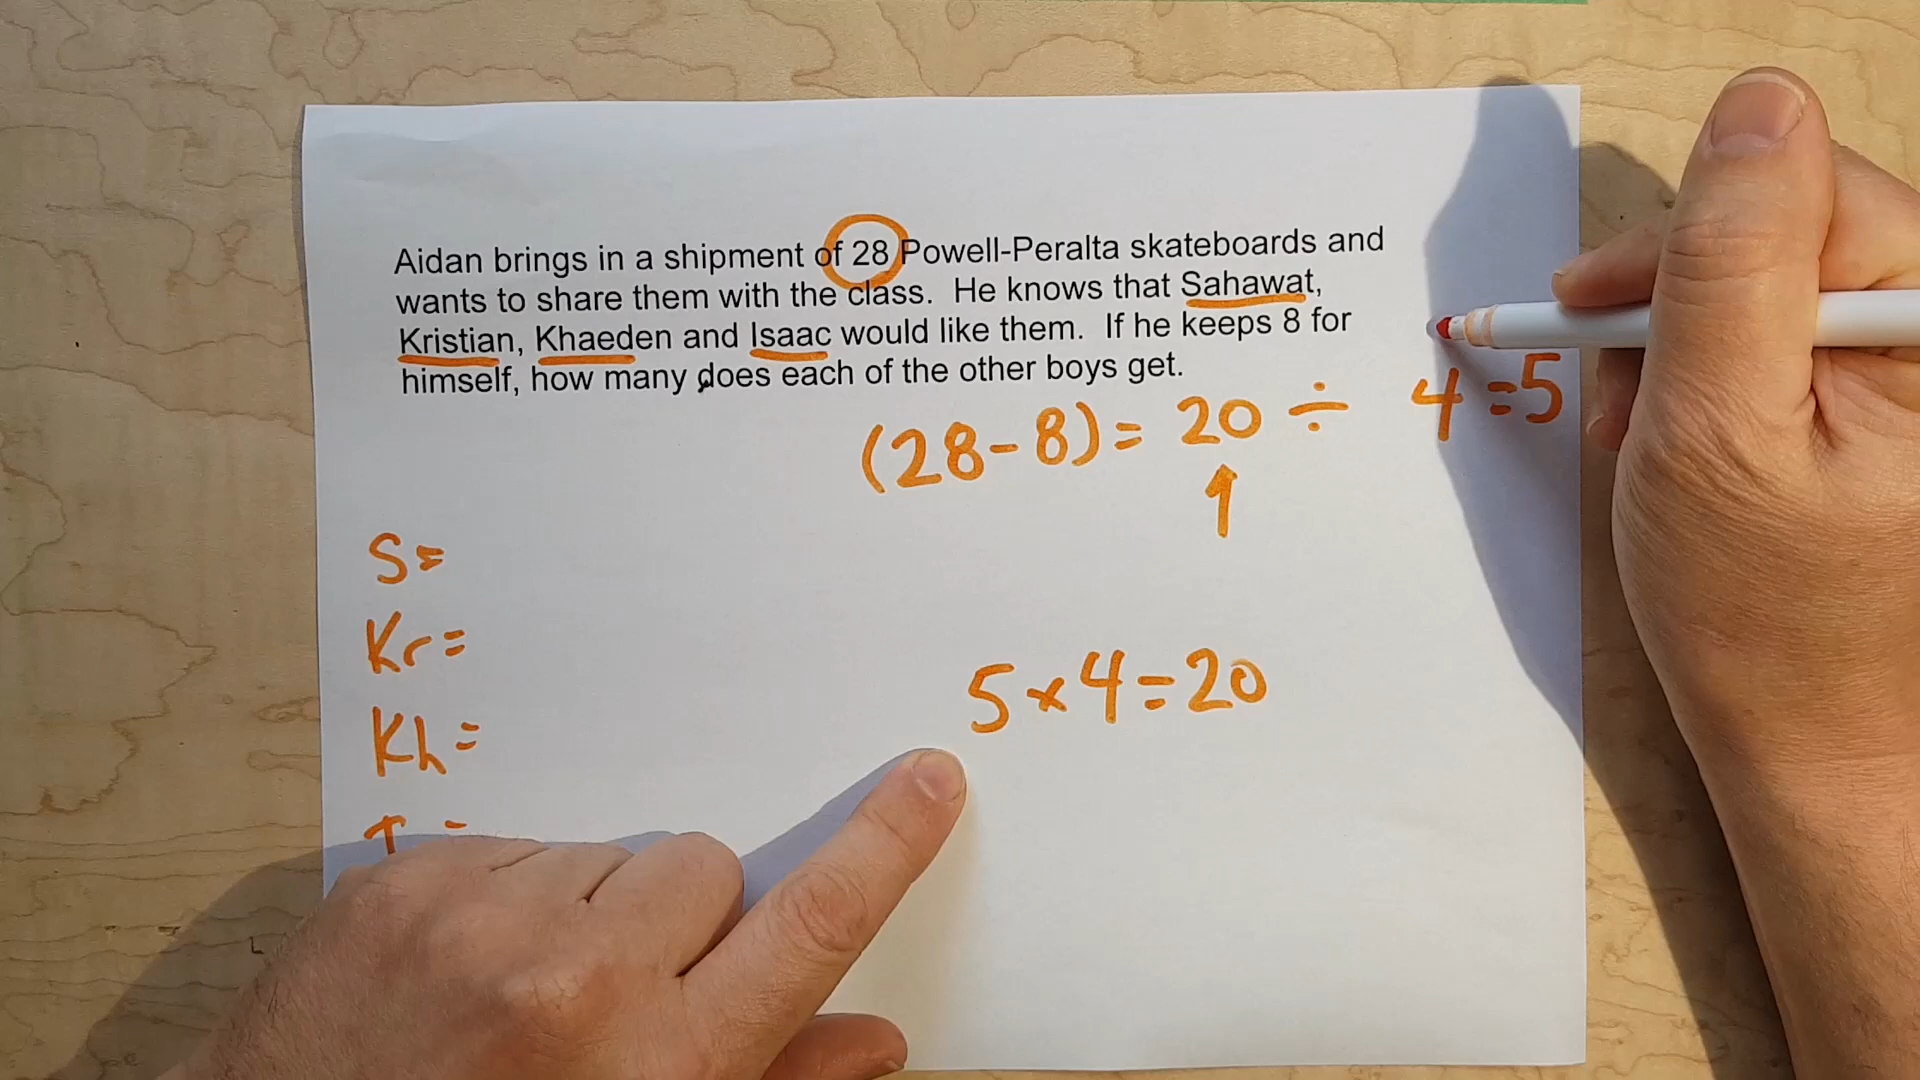 Aidan brings in a shipment of 28 Powell-Peralta skateboards and
wants to share them with the class.  He knows that Sahawat,
Kristian, Khaeden and Isaac would like them.  If he keeps 8 for
himself, how many does each of the other boys get.
(28-8)= 20 ÷ 4=5
S=
Kr=
5×4=20
Kh=